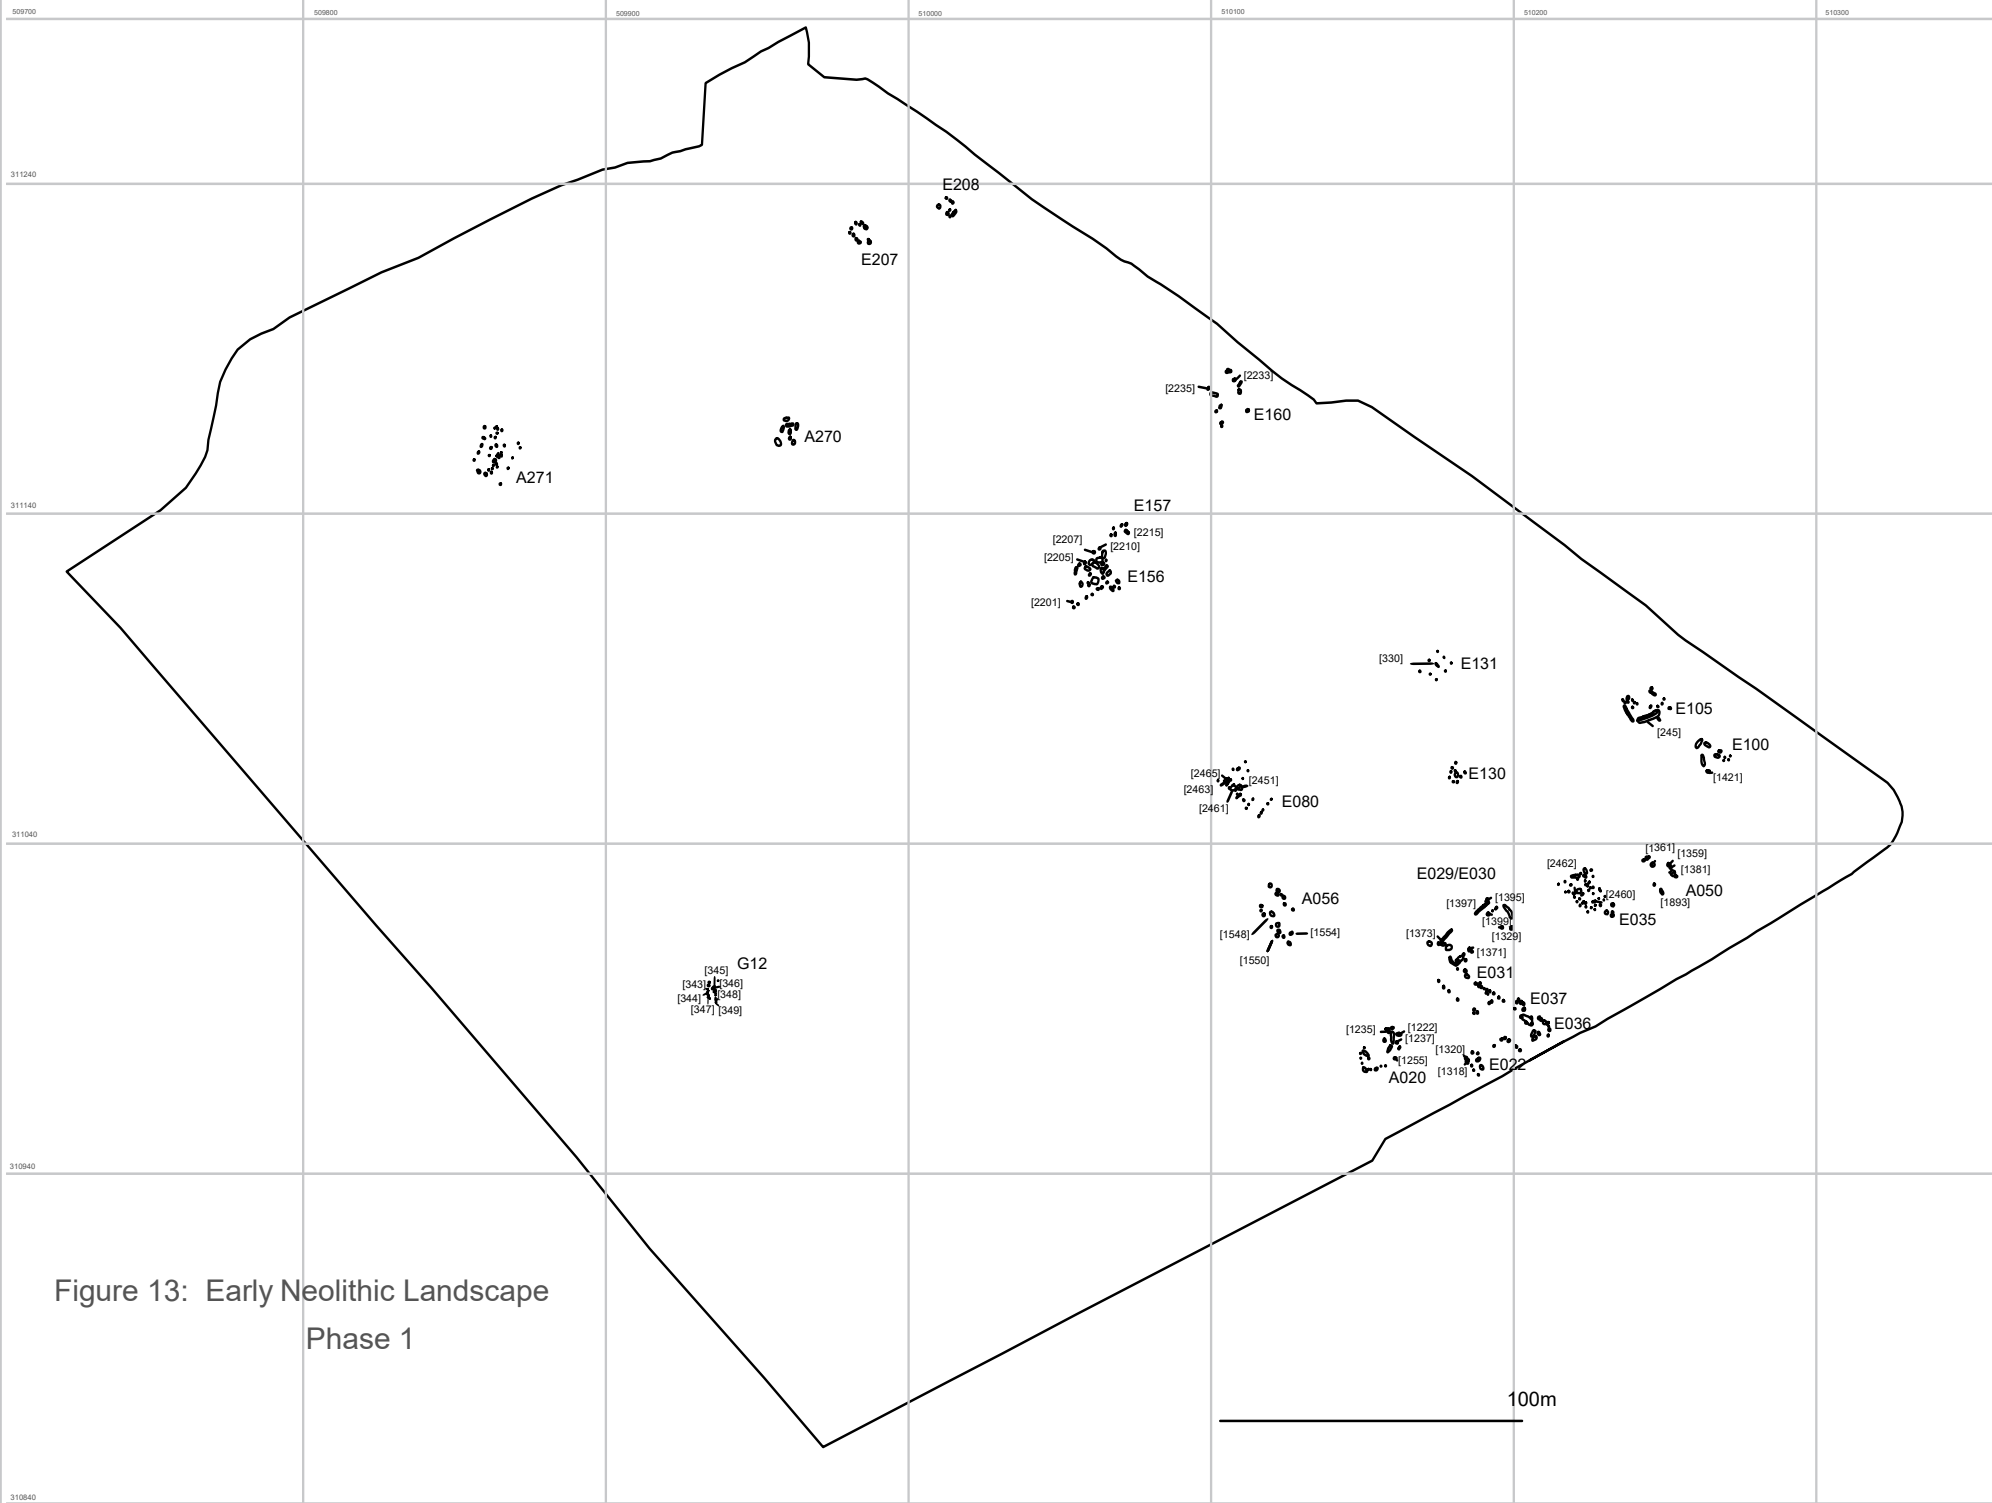 509700
509800
509900
510000
510100
510200
510300
311240
E208
E207
[2233]
[2235]
E160
A270
A271
311140
E157
[2215]
[2207]
[2210]
[2205]
E156
[2201]
[330]
E131
E105
[245]
E100
[1421]
[2465]
[2451]
[2463]
[2461]
E080
E130
311040
[1361]
[1359]
[2462]
[1381]
E029/E030
A050
A056
[1395]
[2460]
[1893]
[1397]
[1399]
E035
[1548]
[1554]
[1373]
[1329]
[1550]
[1371]
G12
E031
[345]
[343]
[346]
[344]
[348]
[347]
[349]
E037
E036
[1235]
[1222]
[1237]
[1320]
[1255]
E022
[1318]
A020
310940
Figure 13: Early Neolithic Landscape
Phase 1
100m
310840